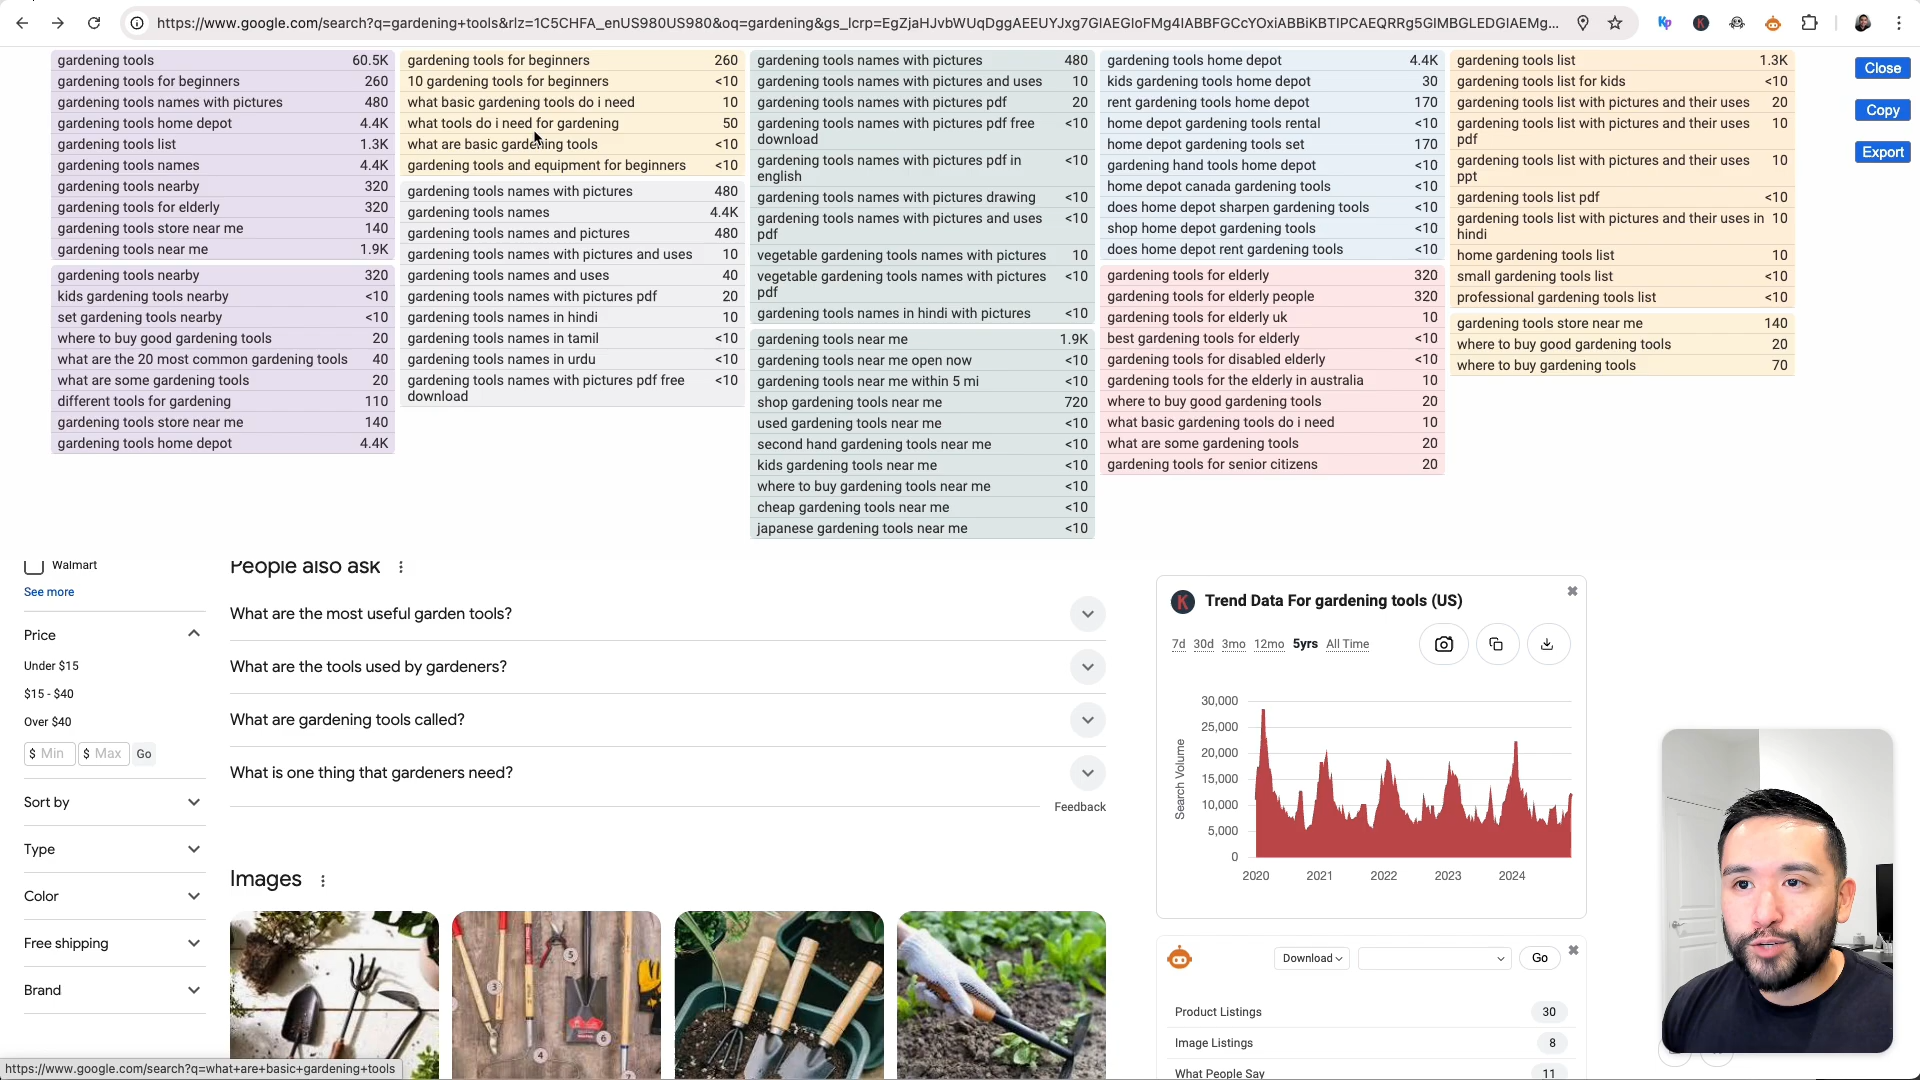 https://www.google.com/search?q=gardening+tools&rlz=1C5CHFA_enUS980US980&oq=gardening&gs_lcrp=EgZjaHJvbWUqDggAEEUYJxg7GIAEGIoFMg4IABBFGCcYOxiABBiKBTIPCAEQRRg5GIMBGLEDGIAEMg...
gardening tools 60.5K
gardening tools for beginners 260
gardening tools names with pictures 480
gardening tools home depot 4.4K
gardening tools list 1.3K
gardening tools names 4.4K
gardening tools nearby 320
gardening tools for elderly 320
gardening tools store near me 140
gardening tools near me 1.9K
gardening tools nearby 320
kids gardening tools nearby <10
set gardening tools nearby <10
where to buy good gardening tools 20
what are the 20 most common gardening tools 40
what are some gardening tools 20
different tools for gardening 110
gardening tools store near me 140
gardening tools home depot 4.4K
gardening tools for beginners 260
10 gardening tools for beginners <10
what basic gardening tools do i need 10
what tools do i need for gardening 50
what are basic gardening tools <10
gardening tools and equipment for beginners <10
gardening tools names with pictures 480
gardening tools names 4.4K
gardening tools names and pictures 480
gardening tools names with pictures and uses 10
gardening tools names and uses 40
gardening tools names with pictures pdf 20
gardening tools names in hindi 10
gardening tools names in tamil <10
gardening tools names in urdu <10
gardening tools names with pictures pdf free <10
download
gardening tools names with pictures 480
gardening tools names with pictures and uses 10
gardening tools names with pictures pdf 20
gardening tools names with pictures pdf free <10
download
gardening tools names with pictures pdf in <10
english
gardening tools names with pictures drawing <10
gardening tools names with pictures and uses <10
pdf
vegetable gardening tools names with pictures 10
vegetable gardening tools names with pictures <10
pdf
gardening tools names in hindi with pictures <10
gardening tools near me 1.9K
gardening tools near me open now <10
gardening tools near me within 5 mi <10
shop gardening tools near me 720
used gardening tools near me <10
second hand gardening tools near me <10
kids gardening tools near me <10
where to buy gardening tools near me <10
cheap gardening tools near me <10
japanese gardening tools near me <10
gardening tools home depot 4.4K
kids gardening tools home depot 30
rent gardening tools home depot 170
home depot gardening tools rental <10
home depot gardening tools set 170
gardening hand tools home depot <10
home depot canada gardening tools <10
does home depot sharpen gardening tools <10
shop home depot gardening tools <10
does home depot rent gardening tools <10
gardening tools for elderly 320
gardening tools for elderly people 320
gardening tools for elderly uk 10
best gardening tools for elderly <10
gardening tools for disabled elderly <10
gardening tools for the elderly in australia 10
where to buy good gardening tools 20
what basic gardening tools do i need 10
what are some gardening tools 20
gardening tools for senior citizens 20
gardening tools list 1.3K
gardening tools list for kids <10
gardening tools list with pictures and their uses 20
gardening tools list with pictures and their uses 10
pdf
gardening tools list with pictures and their uses 10
ppt
gardening tools list pdf <10
gardening tools list with pictures and their uses in 10
hindi
home gardening tools list 10
small gardening tools list <10
professional gardening tools list <10
gardening tools store near me 140
where to buy good gardening tools 20
where to buy gardening tools 70
Close
Copy
Export
Walmart
See more
Price
Under $15
$15 - $40
Over $40
$ Min $ Max Go
Sort by
Type
Color
Free shipping
Brand
People also ask
What are the most useful garden tools?
What are the tools used by gardeners?
What are gardening tools called?
What is one thing that gardeners need?
Feedback
Images
3
5
4
6
Trend Data For gardening tools (US)
7d 30d 3mo 12mo 5yrs All Time
Search Volume
30,000
25,000
20,000
15,000
10,000
5,000
0
2020 2021 2022 2023 2024
Download Go
Product Listings 30
Image Listings 8
What People Say 11
https://www.google.com/search?q=what+are+basic+gardening+tools